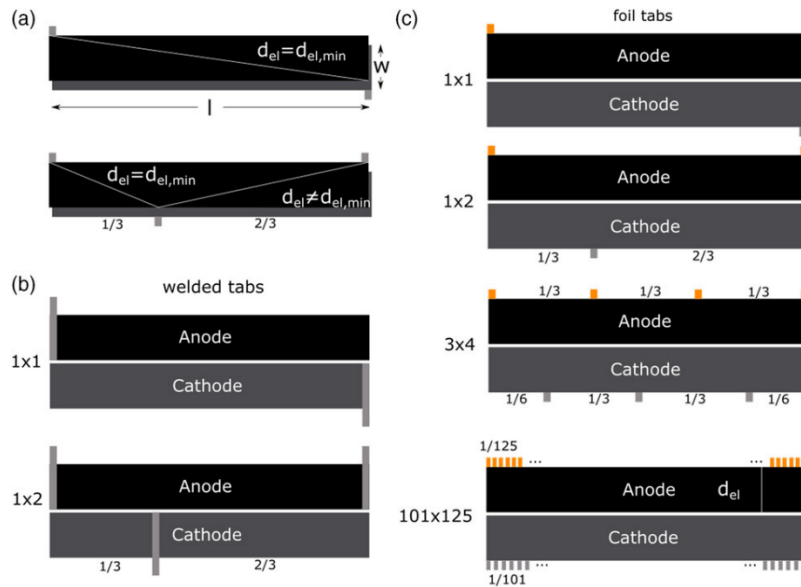 (a)
d_el=d_el,min
w
l
d_el=d_el,min
d_el≠d_el,min
1/3 2/3
(b) welded tabs
1x1
Anode
Cathode
1x2
Anode
Cathode
1/3 2/3
(c) foil tabs
1x1
Anode
Cathode
1x2
Anode
Cathode
1/3 2/3
1/3 1/3 1/3
3x4
Anode
Cathode
1/6 1/3 1/3 1/6
1/125 ... ...
101x125
Anode d_el
Cathode
... ...
1/101